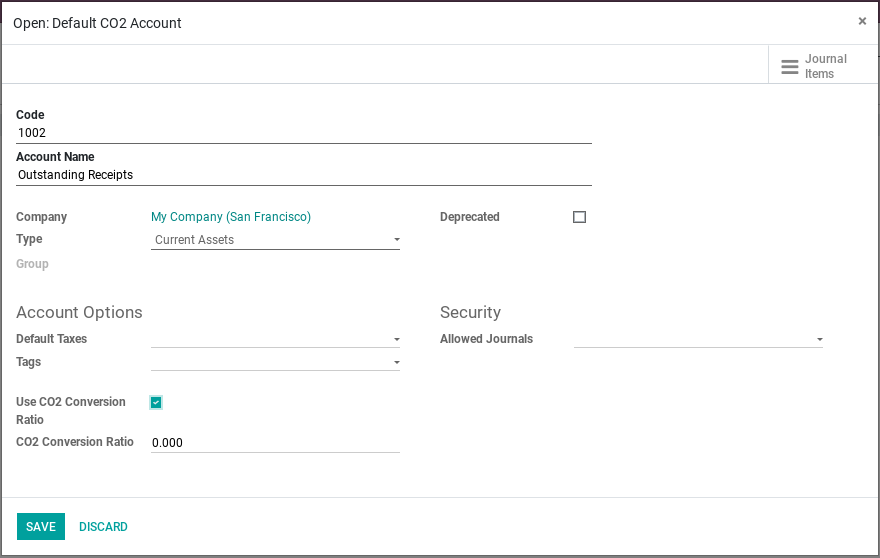 Open: Default CO2 Account
×
Journal
Items
Code
1002
Account Name
Outstanding Receipts
Company My Company (San Francisco) Deprecated
Type Current Assets
Group
Account Options Security
Default Taxes Allowed Journals
Tags
Use CO2 Conversion
Ratio
CO2 Conversion Ratio 0.000
SAVE DISCARD